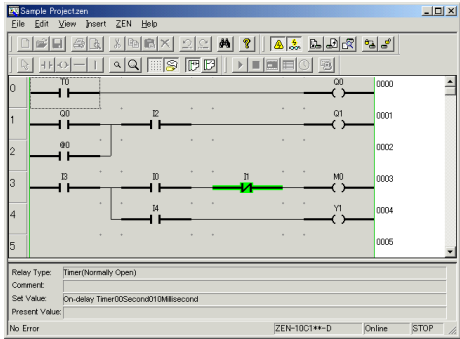 Sample Projectzen
File Edit View Insert ZEN Help
0 T0 Q0 0000
1 Q0 I2 Q1 0001
2 @0 0002
3 I3 I0 I1 M0 0003
4 I4 Y1 0004
5 0005
Relay Type: Timer(Normally Open)
Comment:
Set Value: On-delay Timer00Second010Millisecond
Present Value:
No Error ZEN-10C1**-D Online STOP